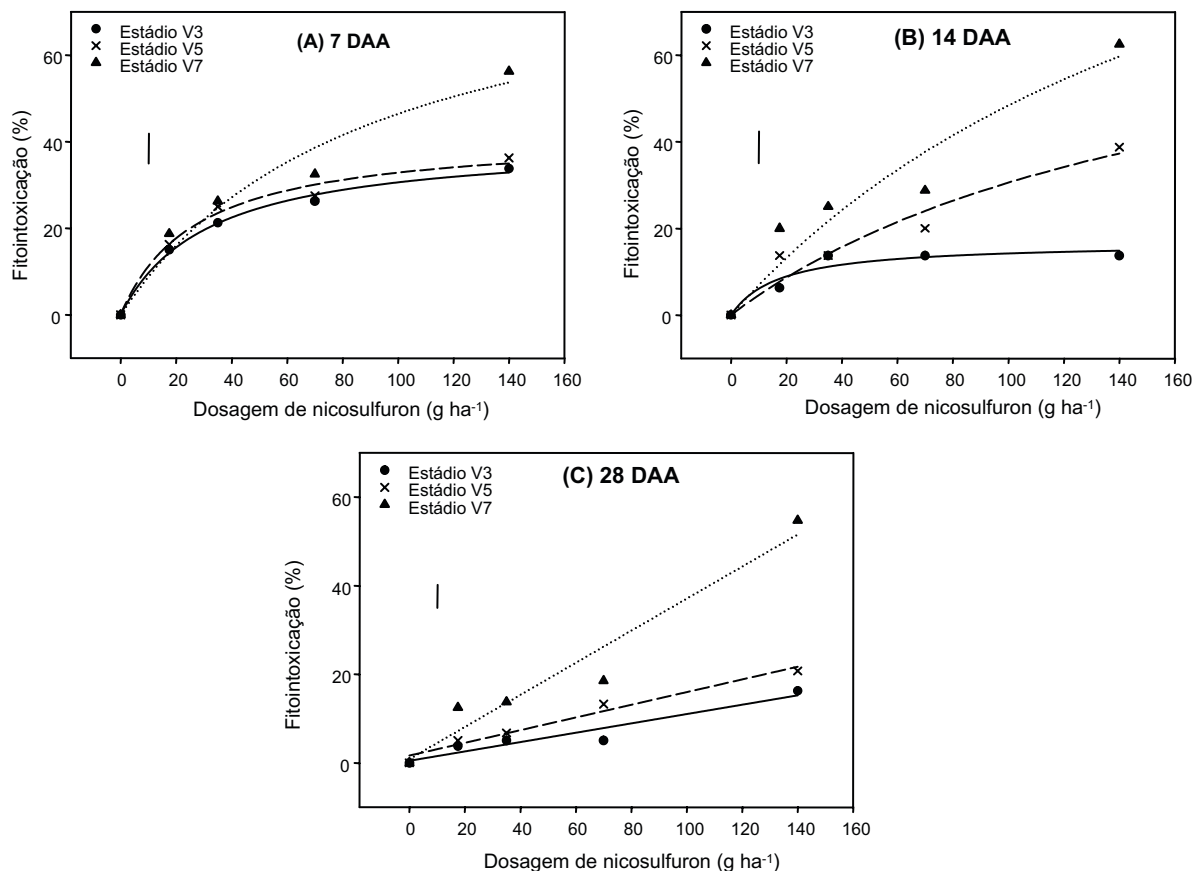 (A) 7 DAA
Estádio V3
Estádio V5
Estádio V7
60
40
20
0
Fitointoxicação (%)
0 20 40 60 80 100 120 140 160
Dosagem de nicosulfuron (g ha⁻¹)
(B) 14 DAA
Estádio V3
Estádio V5
Estádio V7
60
40
20
0
Fitointoxicação (%)
0 20 40 60 80 100 120 140 160
Dosagem de nicosulfuron (g ha⁻¹)
(C) 28 DAA
Estádio V3
Estádio V5
Estádio V7
60
40
20
0
Fitointoxicação (%)
0 20 40 60 80 100 120 140 160
Dosagem de nicosulfuron (g ha⁻¹)